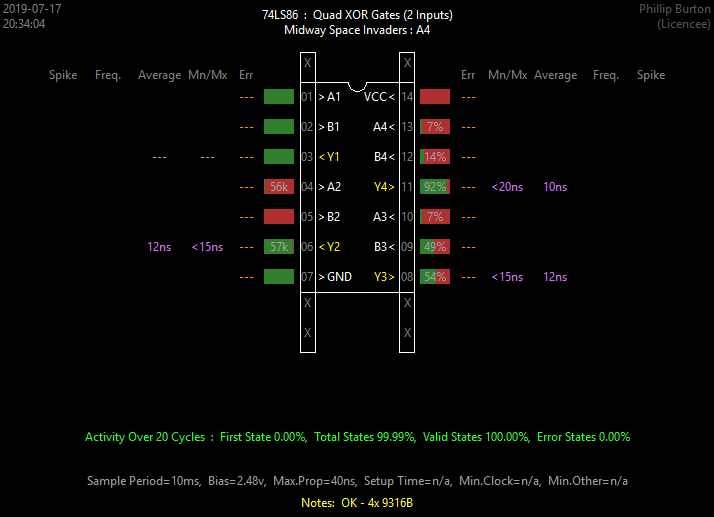 2019-07-17
20:34:04
74LS86 : Quad XOR Gates (2 Inputs)
Midway Space Invaders : A4
Phillip Burton
(Licencee)
X X
Spike Freq. Average Mn/Mx Err Err Mn/Mx Average Freq. Spike
--- 01 >A1 VCC< 14 ---
--- 02 >B1 A4< 13 7% ---
--- --- --- 03 <Y1 B4< 12 14% ---
--- 56k 04 >A2 Y4> 11 92% --- <20ns 10ns
--- 05 >B2 A3< 10 7% ---
12ns <15ns --- 57k 06 <Y2 B3< 09 49% ---
--- 07 >GND Y3> 08 54% --- <15ns 12ns
X X
X X
Activity Over 20 Cycles : First State 0.00%, Total States 99.99%, Valid States 100.00%, Error States 0.00%
Sample Period=10ms, Bias=2.48v, Max.Prop=40ns, Setup Time=n/a, Min.Clock=n/a, Min.Other=n/a
Notes: OK - 4x 9316B